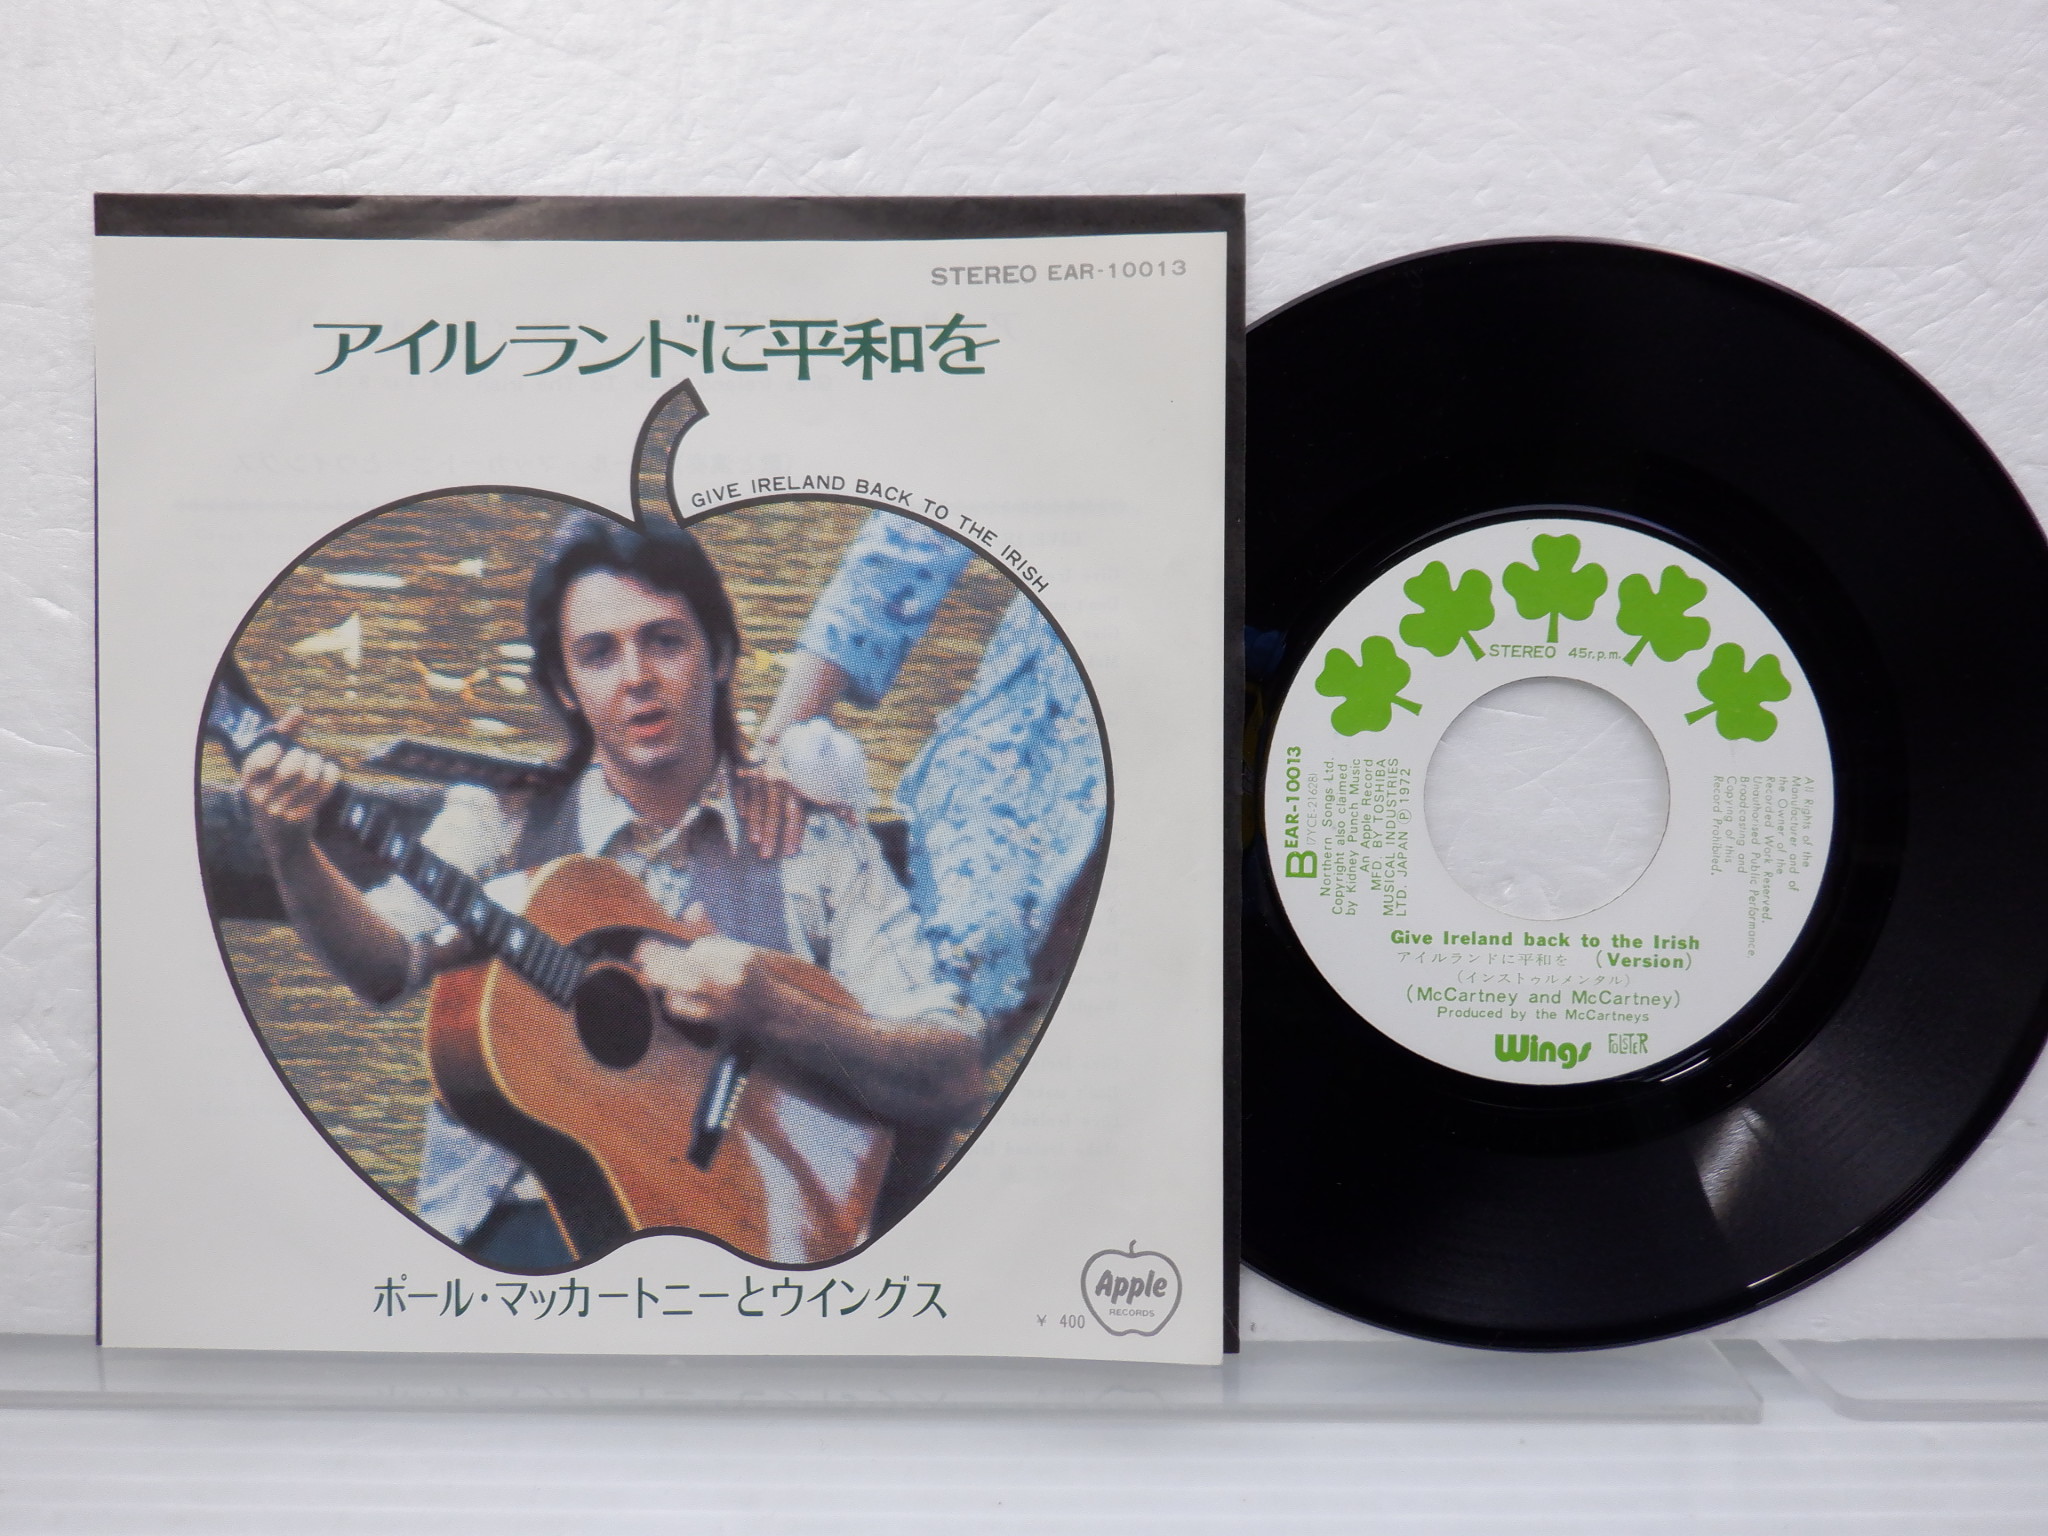 STEREO EAR-10013
アイルランドに平和を
GIVE IRELAND BACK TO THE IRISH
ポール・マッカートニーとウイングス
¥ 400
Apple
RECORDS
STEREO 45r.p.m.
B EAR-10013
(7YCE-21628)
Northern Songs Ltd.
Copyright also claimed
by Kidney Punch Music
An Apple Record
MFD. BY TOSHIBA
MUSICAL INDUSTRIES
LTD. JAPAN Ⓟ 1972
All Rights of the
Manufacturer and of
the Owner of the
Recorded Work Reserved.
Unauthorised Public Performance.
Broadcasting and
Copying of this
Record Prohibited.
Give Ireland back to the Irish
アイルランドに平和を (Version)
(インストゥルメンタル)
(McCartney and McCartney)
Produced by the McCartneys
Wings FOLSTER